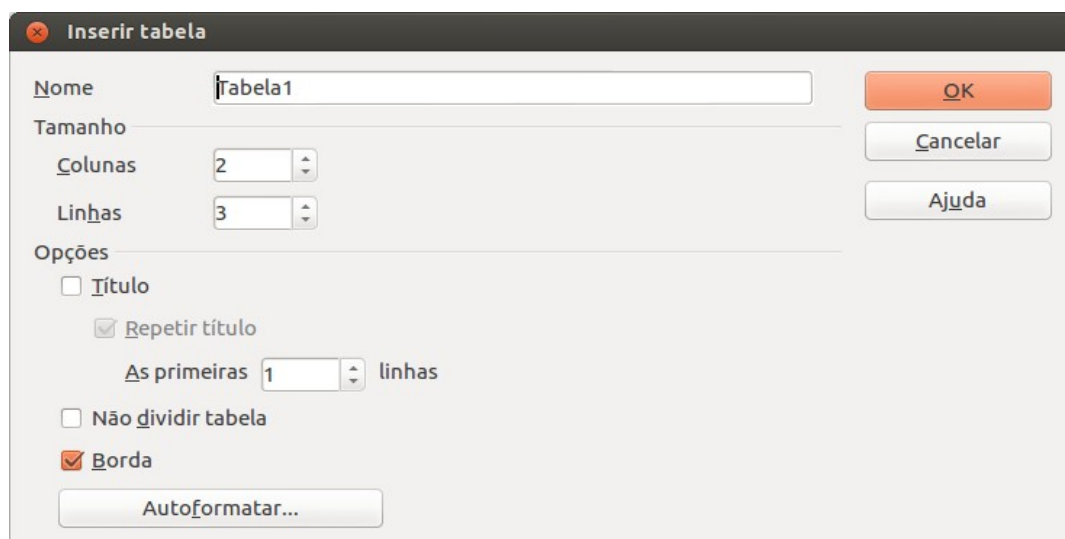 Inserir tabela
Nome Tabela1
OK
Tamanho
Cancelar
Colunas 2
Ajuda
Linhas 3
Opções
Título
Repetir título
As primeiras 1 linhas
Não dividir tabela
Borda
Autoformatar...